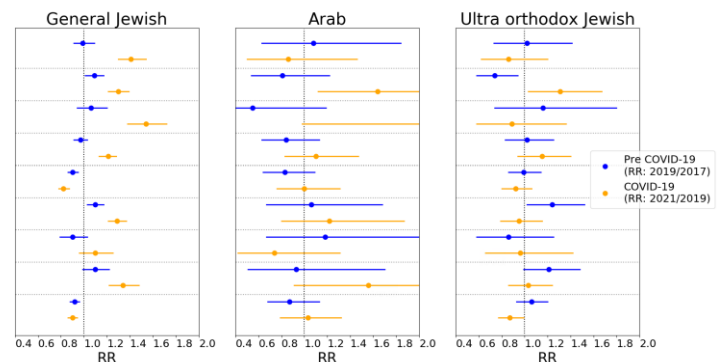 General Jewish
Arab
Ultra orthodox Jewish
Pre COVID-19
(RR: 2019/2017)
COVID-19
(RR: 2021/2019)
0.4 0.6 0.8 1.0 1.2 1.4 1.6 1.8 2.0
0.4 0.6 0.8 1.0 1.2 1.4 1.6 1.8 2.0
0.4 0.6 0.8 1.0 1.2 1.4 1.6 1.8 2.0
RR
RR
RR